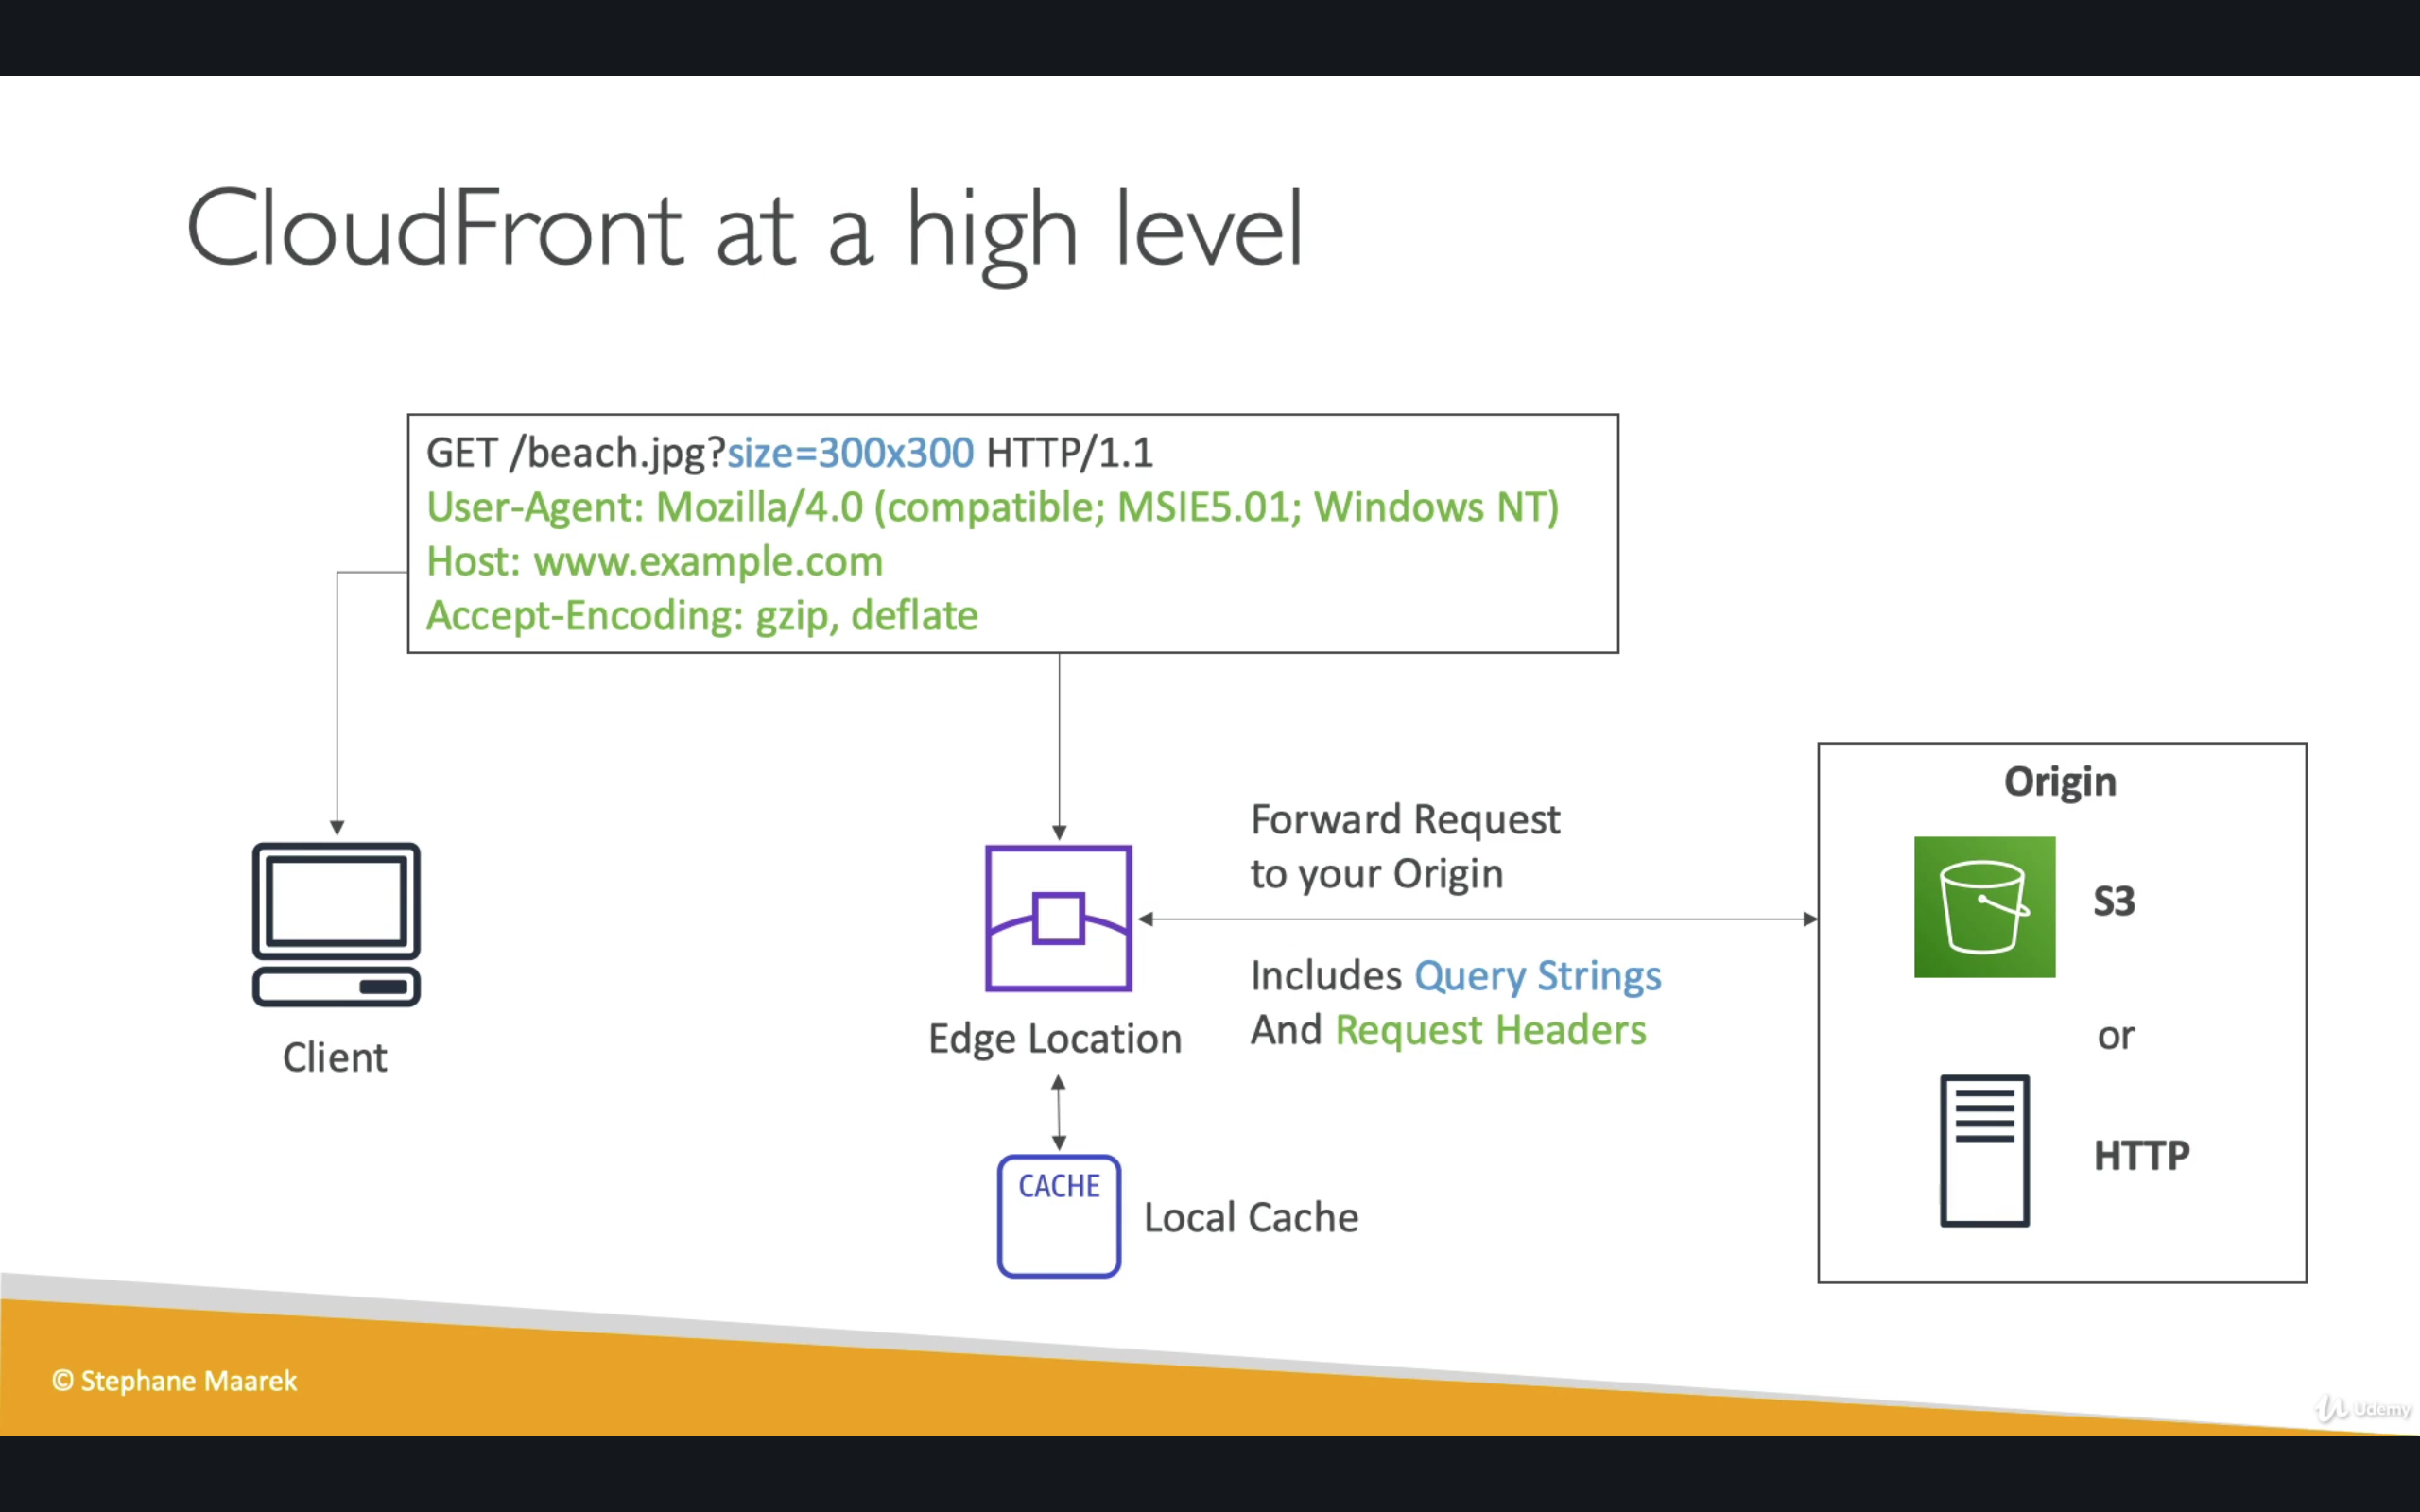 CloudFront at a high level
GET /beach.jpg?size=300x300 HTTP/1.1
User-Agent: Mozilla/4.0 (compatible; MSIE5.01; Windows NT)
Host: www.example.com
Accept-Encoding: gzip, deflate
Client
Edge Location
CACHE
Local Cache
Forward Request
to your Origin
Includes Query Strings
And Request Headers
Origin
S3
or
HTTP
© Stephane Maarek
Udemy